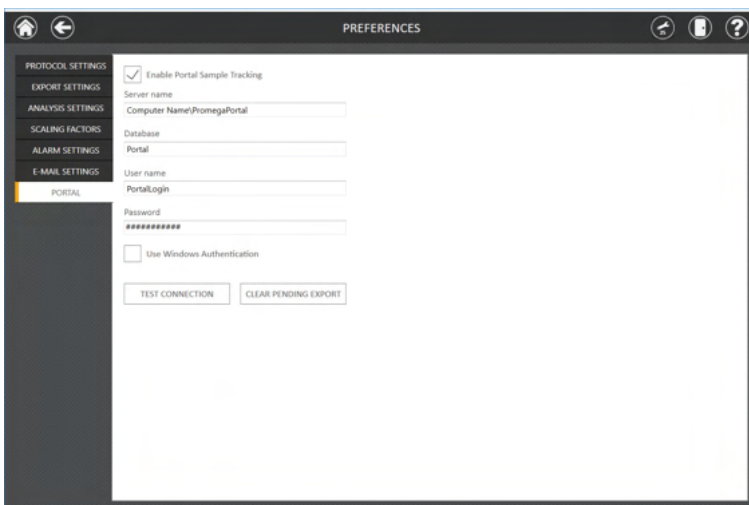 PREFERENCES
PROTOCOL SETTINGS
EXPORT SETTINGS
ANALYSIS SETTINGS
SCALING FACTORS
ALARM SETTINGS
E-MAIL SETTINGS
PORTAL
Enable Portal Sample Tracking
Server name
Computer Name\PromegaPortal
Database
Portal
User name
PortalLogin
Password
###########
Use Windows Authentication
TEST CONNECTION
CLEAR PENDING EXPORT